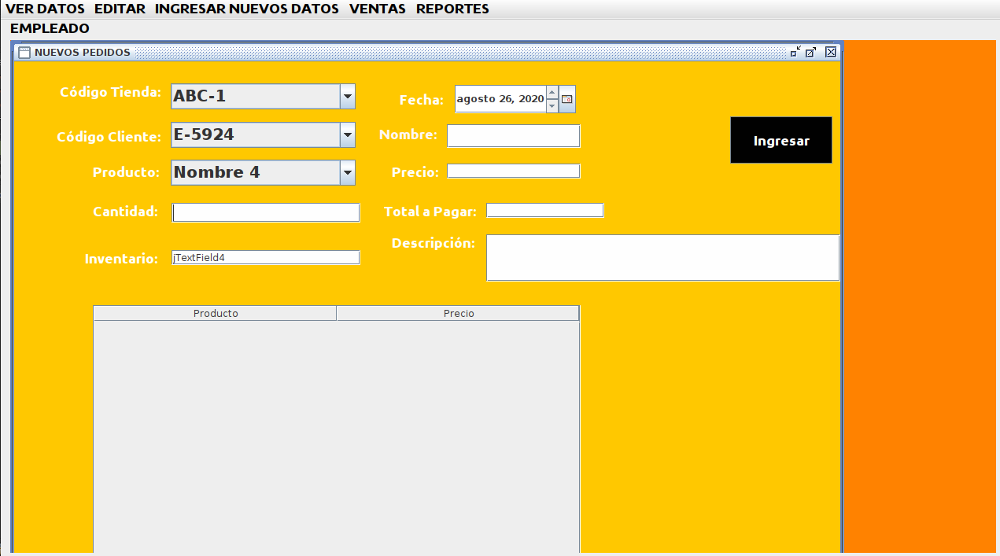 VER DATOS EDITAR INGRESAR NUEVOS DATOS VENTAS REPORTES
EMPLEADO
NUEVOS PEDIDOS
Código Tienda: ABC-1 Fecha: agosto 26, 2020
Código Cliente: E-5924 Nombre:
Ingresar
Producto: Nombre 4 Precio:
Cantidad: Total a Pagar:
Descripción:
Inventario: jTextField4
Producto Precio